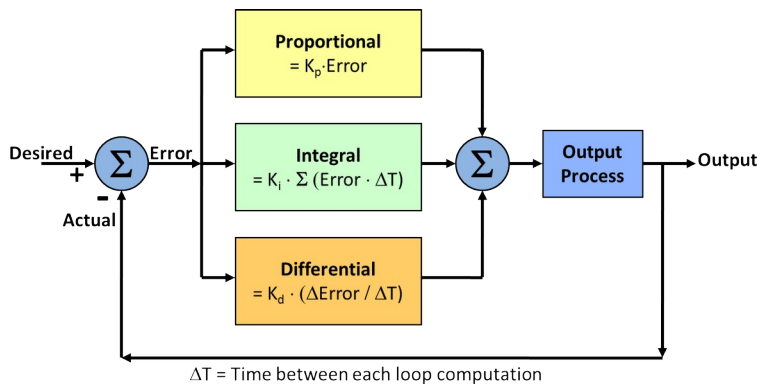 Proportional
= Kₚ·Error
Desired
+
Σ
Error
Integral
= Kᵢ · Σ (Error · ΔT)
Σ
Output
Process
Output
-
Actual
Differential
= K_d · (ΔError / ΔT)
ΔT = Time between each loop computation